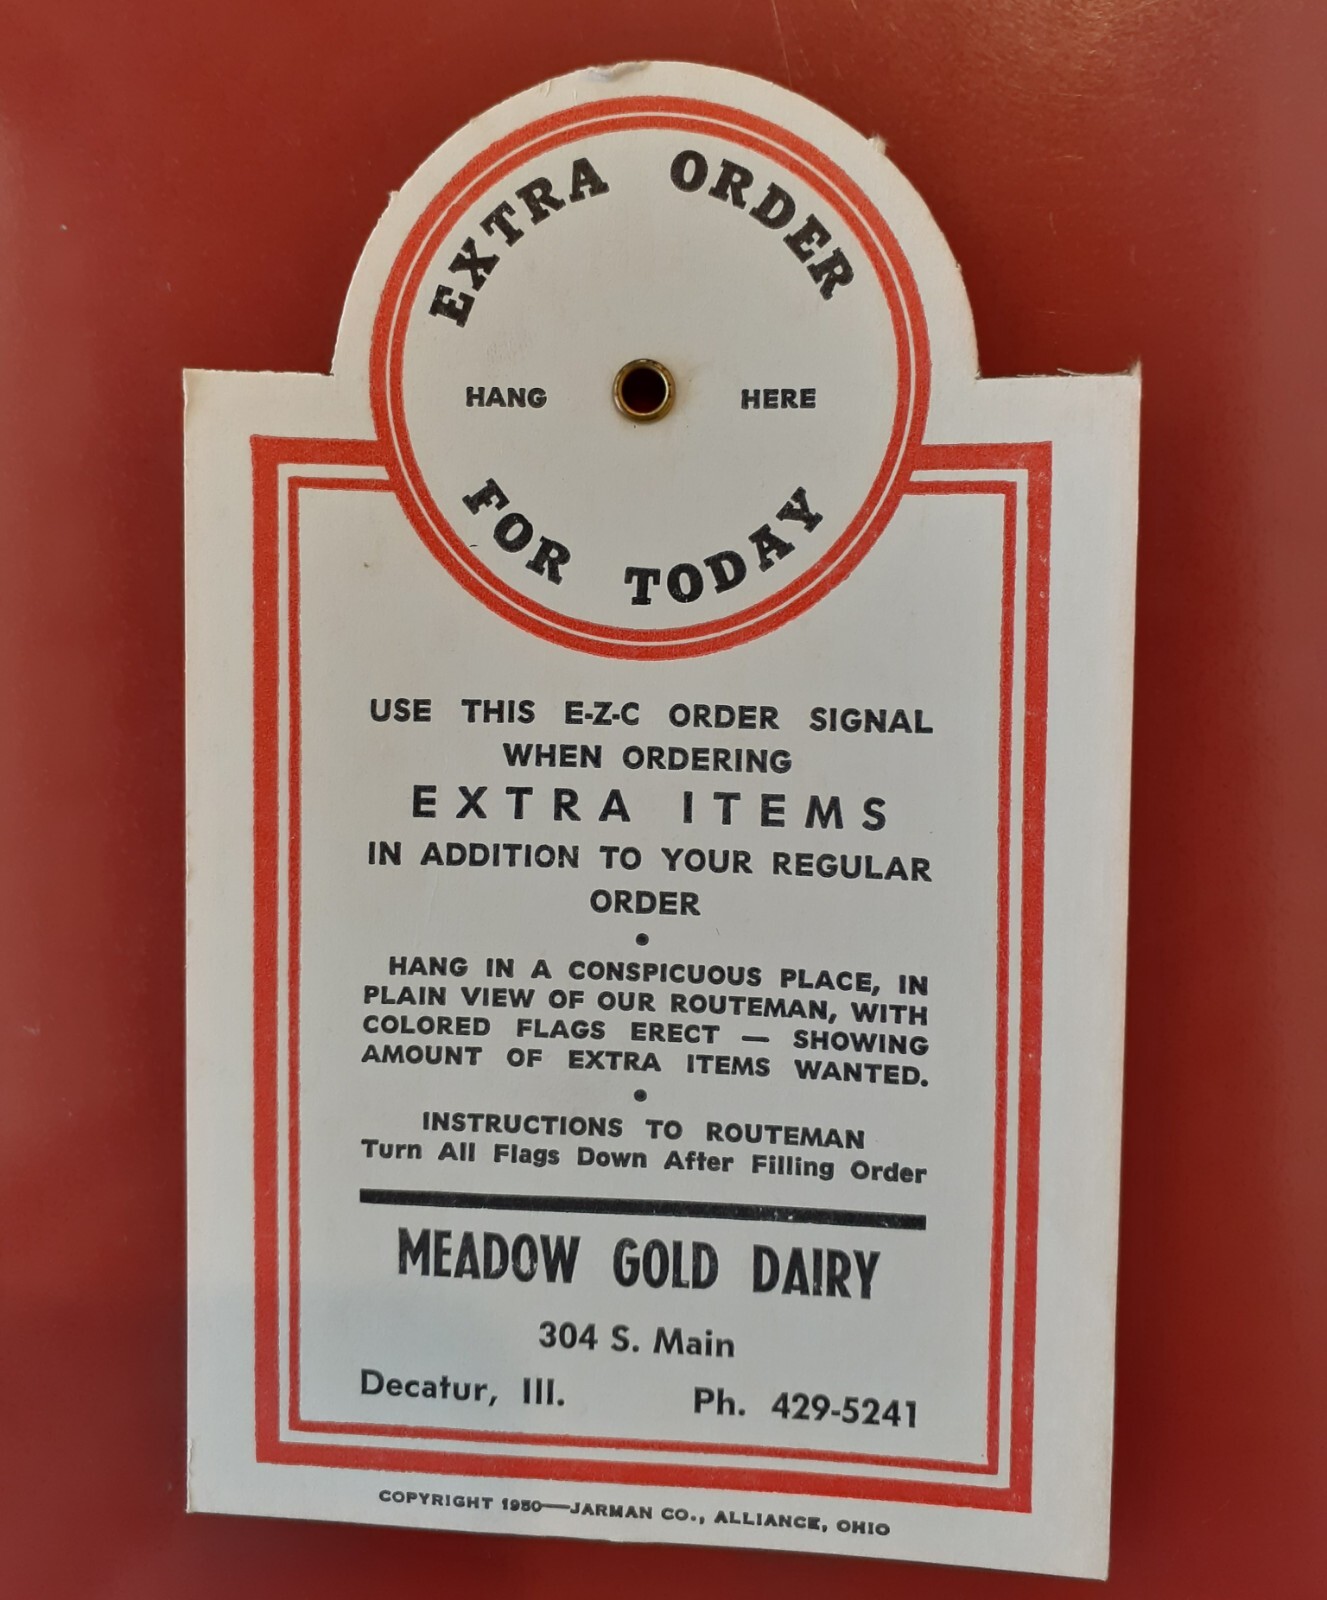 EXTRA ORDER
HANG HERE
FOR TODAY
USE THIS E-Z-C ORDER SIGNAL
WHEN ORDERING
EXTRA ITEMS
IN ADDITION TO YOUR REGULAR
ORDER
•
HANG IN A CONSPICUOUS PLACE, IN
PLAIN VIEW OF OUR ROUTEMAN, WITH
COLORED FLAGS ERECT — SHOWING
AMOUNT OF EXTRA ITEMS WANTED.
•
INSTRUCTIONS TO ROUTEMAN
Turn All Flags Down After Filling Order
MEADOW GOLD DAIRY
304 S. Main
Decatur, Ill. Ph. 429-5241
COPYRIGHT 1950—JARMAN CO., ALLIANCE, OHIO